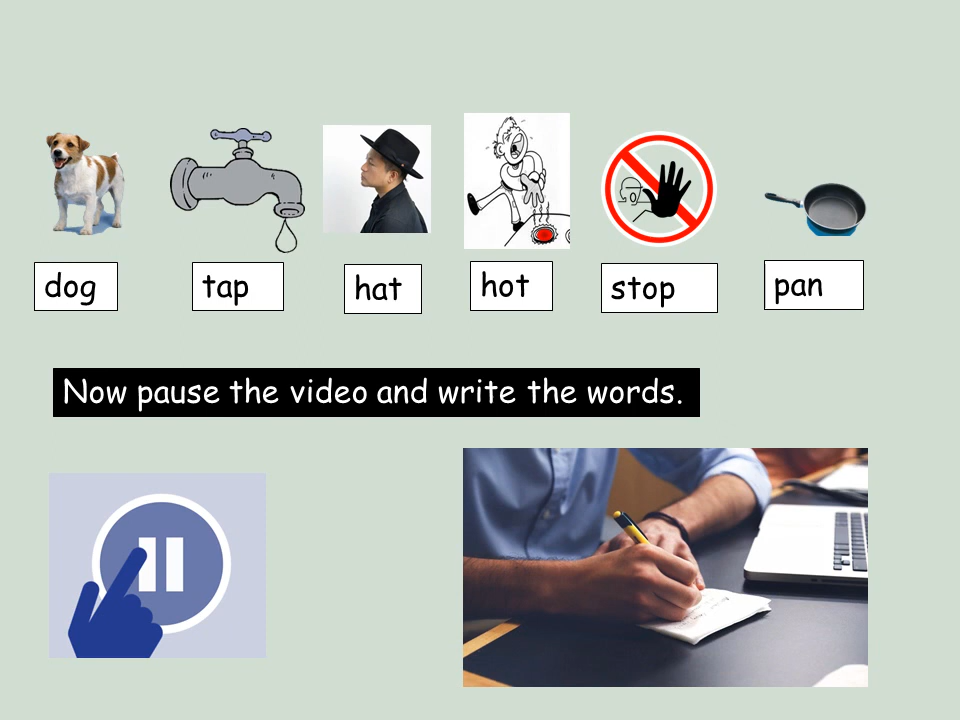 dog
tap
hat
hot
stop
pan
Now pause the video and write the words.